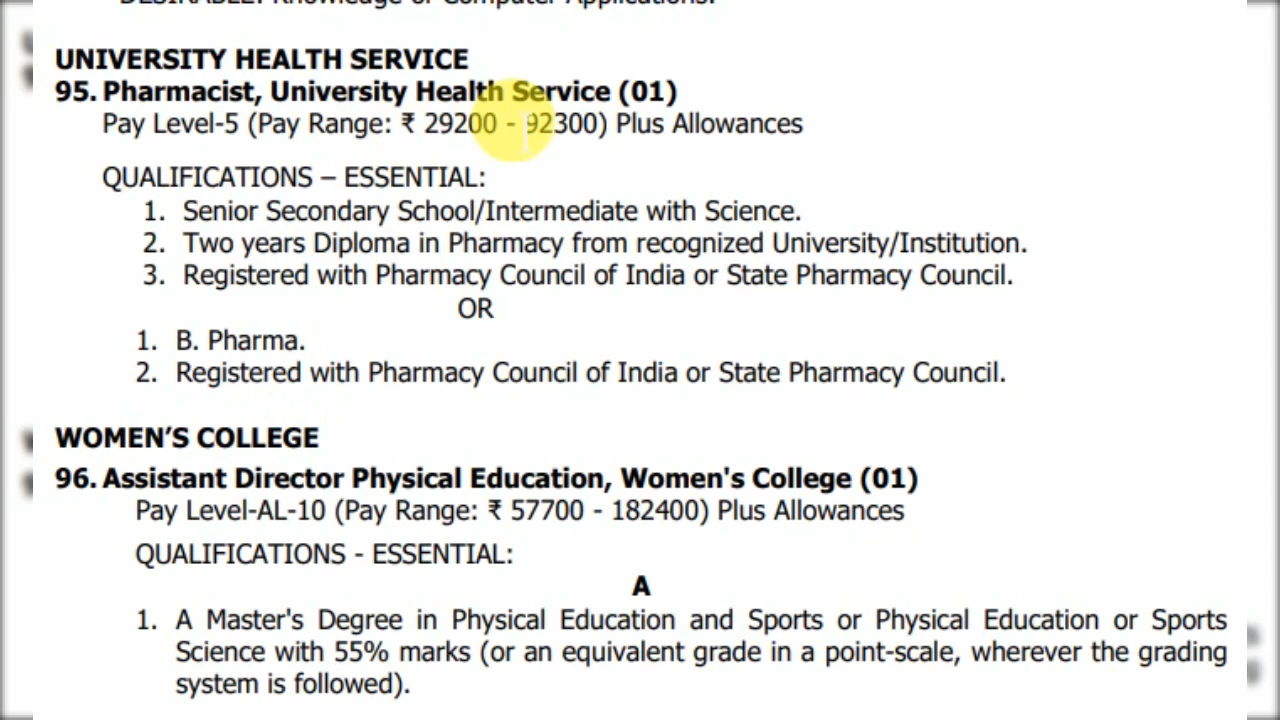 DESIRABLE: Knowledge of Computer Applications.
UNIVERSITY HEALTH SERVICE
95. Pharmacist, University Health Service (01)
Pay Level-5 (Pay Range: ₹ 29200 - 92300) Plus Allowances
QUALIFICATIONS – ESSENTIAL:
1. Senior Secondary School/Intermediate with Science.
2. Two years Diploma in Pharmacy from recognized University/Institution.
3. Registered with Pharmacy Council of India or State Pharmacy Council.
OR
1. B. Pharma.
2. Registered with Pharmacy Council of India or State Pharmacy Council.
WOMEN’S COLLEGE
96. Assistant Director Physical Education, Women's College (01)
Pay Level-AL-10 (Pay Range: ₹ 57700 - 182400) Plus Allowances
QUALIFICATIONS - ESSENTIAL:
A
1. A Master's Degree in Physical Education and Sports or Physical Education or Sports
Science with 55% marks (or an equivalent grade in a point-scale, wherever the grading
system is followed).